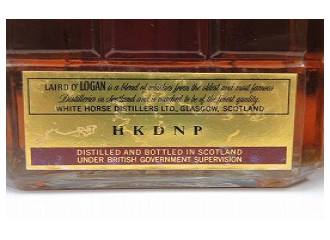 LAIRD O'LOGAN is a blend of whiskies from the oldest and most famous
Distilleries in Scotland and is warranted to be of the finest quality.
WHITE HORSE DISTILLERS LTD., GLASGOW, SCOTLAND
HKDNP
DISTILLED AND BOTTLED IN SCOTLAND
UNDER BRITISH GOVERNMENT SUPERVISION